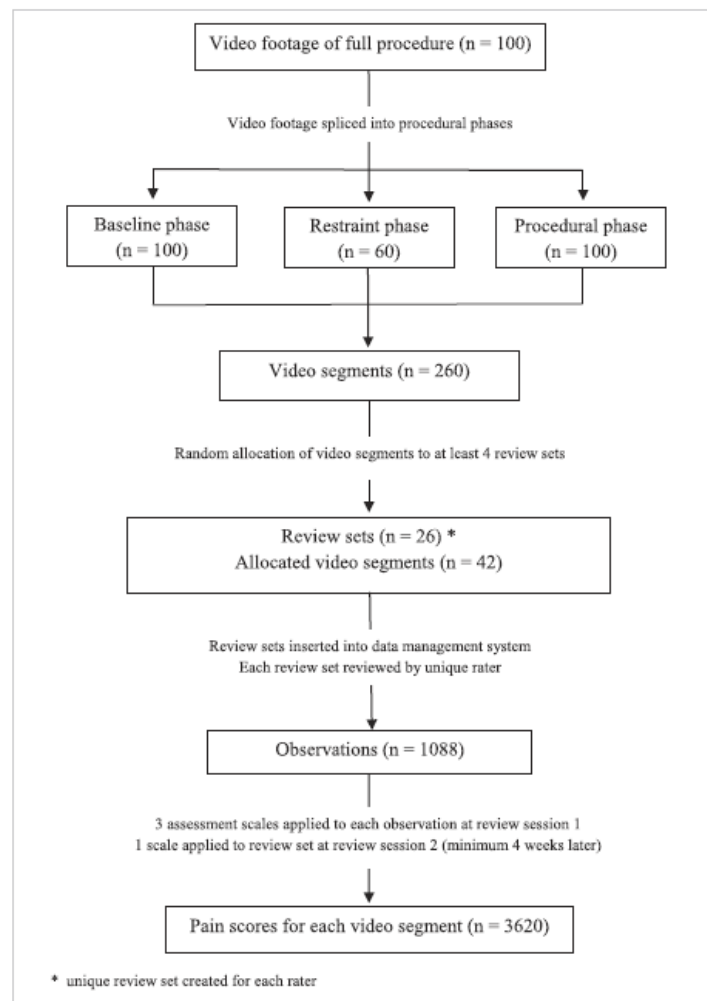 Video footage of full procedure (n = 100)
Video footage spliced into procedural phases
Baseline phase
(n = 100)
Restraint phase
(n = 60)
Procedural phase
(n = 100)
Video segments (n = 260)
Random allocation of video segments to at least 4 review sets
Review sets (n = 26) *
Allocated video segments (n = 42)
Review sets inserted into data management system
Each review set reviewed by unique rater
Observations (n = 1088)
3 assessment scales applied to each observation at review session 1
1 scale applied to review set at review session 2 (minimum 4 weeks later)
Pain scores for each video segment (n = 3620)
* unique review set created for each rater